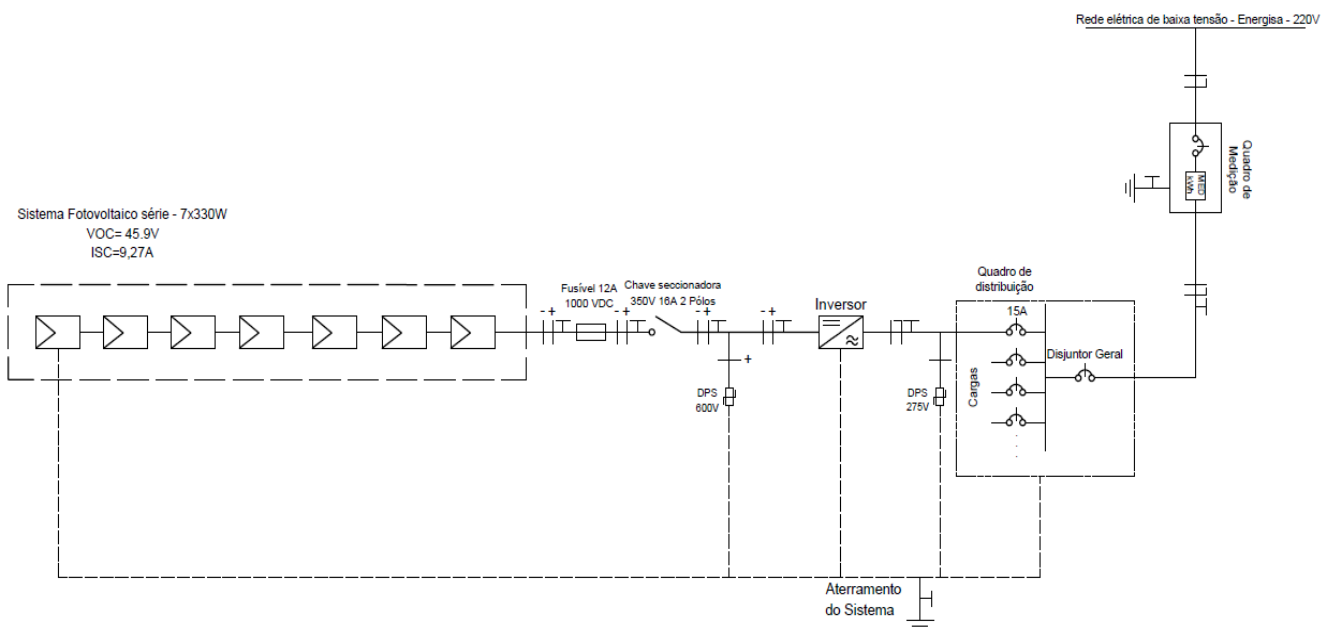 Rede elétrica de baixa tensão - Energisa - 220V
Quadro de
Medição
MED
kWh
Sistema Fotovoltaico série - 7x330W
VOC= 45.9V
ISC=9,27A
Fusível 12A
1000 VDC
Chave seccionadora
350V 16A 2 Pólos
- +
- +
- +
- +
Inversor
+
DPS
600V
DPS
275V
Quadro de
distribuição
15A
Disjuntor Geral
Cargas
Aterramento
do Sistema